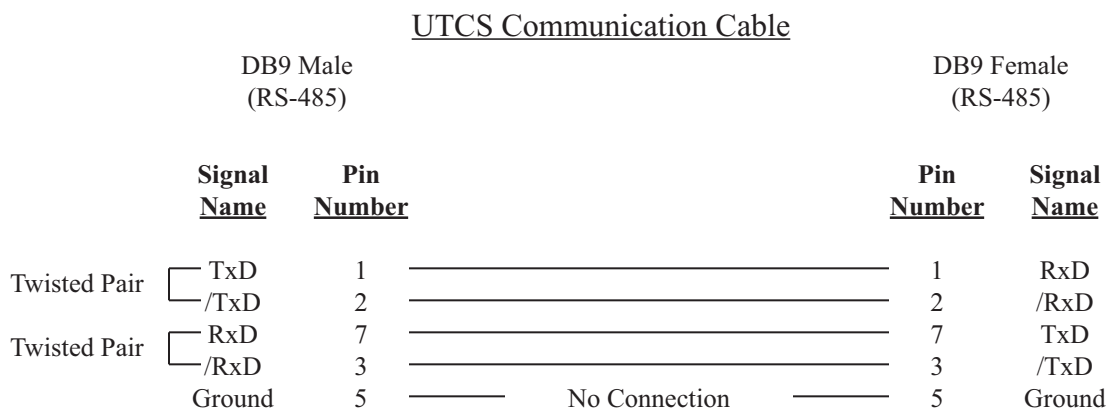 UTCS Communication Cable
DB9 Male DB9 Female
(RS-485) (RS-485)
Signal Pin Pin Signal
Name Number Number Name
Twisted Pair TxD 1 1 RxD
/TxD 2 2 /RxD
Twisted Pair RxD 7 7 TxD
/RxD 3 3 /TxD
Ground 5 No Connection 5 Ground